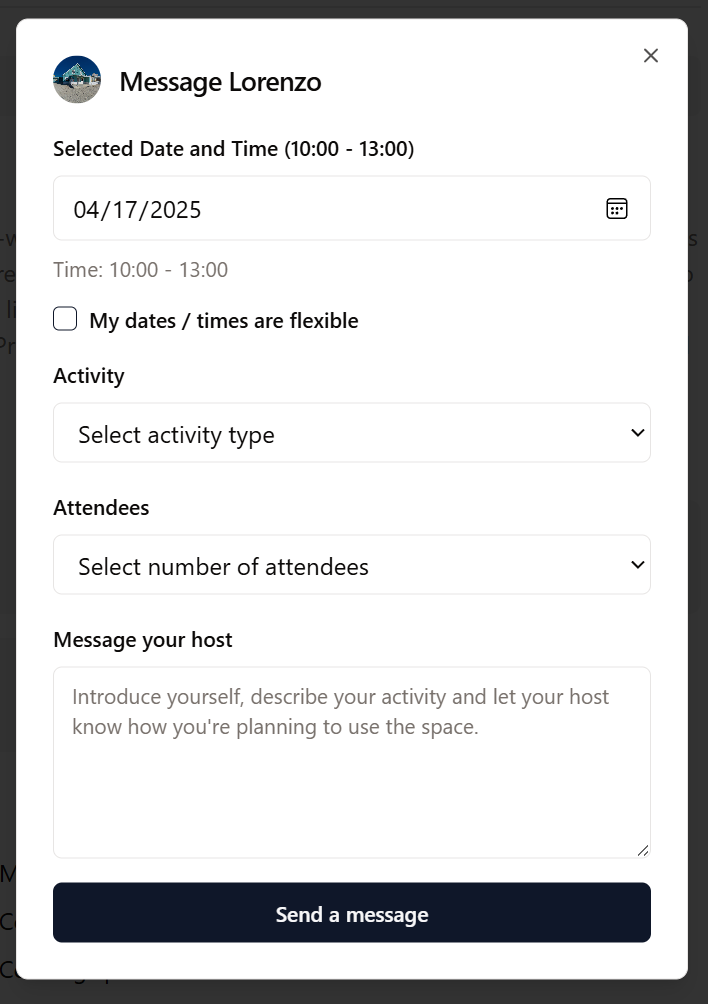 Message Lorenzo
Selected Date and Time (10:00 - 13:00)
04/17/2025
Time: 10:00 - 13:00
My dates / times are flexible
Activity
Select activity type
Attendees
Select number of attendees
Message your host
Introduce yourself, describe your activity and let your host
know how you're planning to use the space.
Send a message